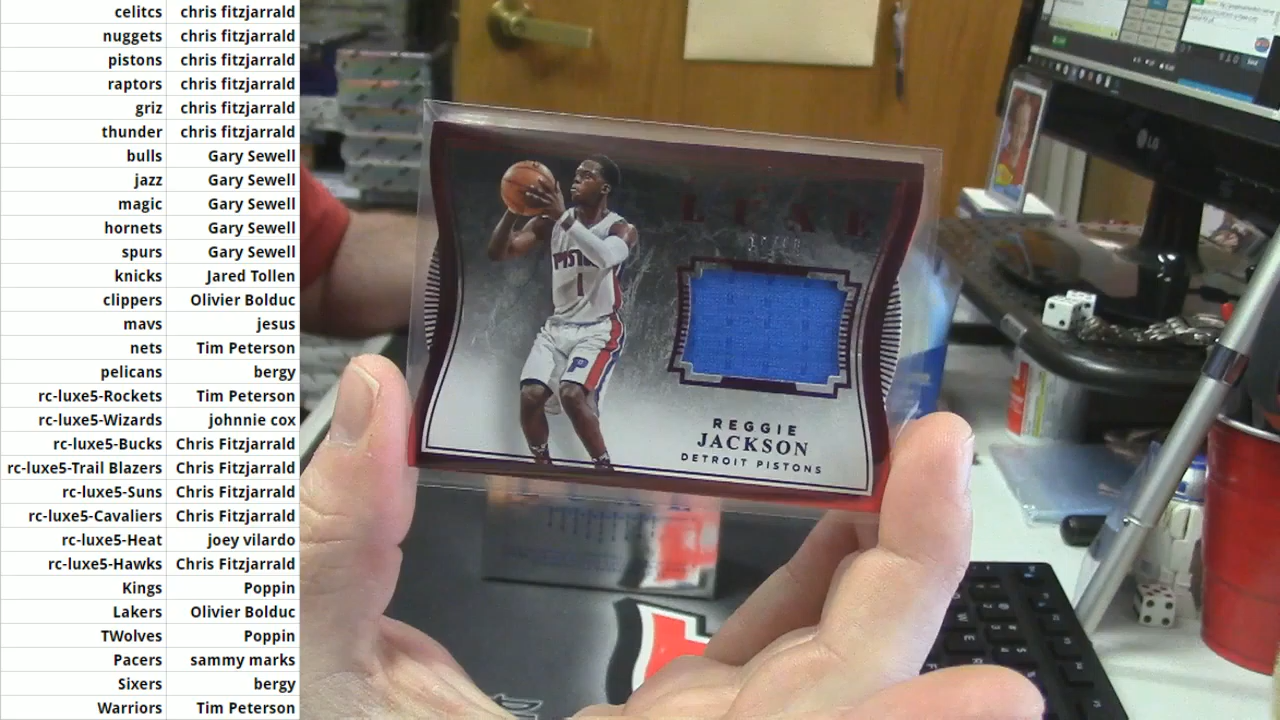 celitcs chris fitzjarrald
nuggets chris fitzjarrald
pistons chris fitzjarrald
raptors chris fitzjarrald
griz chris fitzjarrald
thunder chris fitzjarrald
bulls Gary Sewell
jazz Gary Sewell
magic Gary Sewell
hornets Gary Sewell
spurs Gary Sewell
knicks Jared Tollen
clippers Olivier Bolduc
mavs jesus
nets Tim Peterson
pelicans bergy
rc-luxe5-Rockets Tim Peterson
rc-luxe5-Wizards johnnie cox
rc-luxe5-Bucks Chris Fitzjarrald
rc-luxe5-Trail Blazers Chris Fitzjarrald
rc-luxe5-Suns Chris Fitzjarrald
rc-luxe5-Cavaliers Chris Fitzjarrald
rc-luxe5-Heat joey vilardo
rc-luxe5-Hawks Chris Fitzjarrald
Kings Poppin
Lakers Olivier Bolduc
TWolves Poppin
Pacers sammy marks
Sixers bergy
Warriors Tim Peterson
LUXE
1
P
REGGIE
JACKSON
DETROIT PISTONS
LG